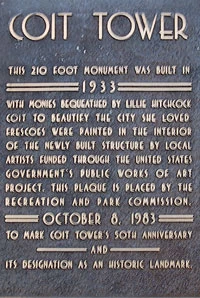 COIT TOWER
THIS 210 FOOT MONUMENT WAS BUILT IN
1933
WITH MONIES BEQUEATHED BY LILLIE HITCHCOCK
COIT TO BEAUTIFY THE CITY SHE LOVED
FRESCOES WERE PAINTED IN THE INTERIOR
OF THE NEWLY BUILT STRUCTURE BY LOCAL
ARTISTS FUNDED THROUGH THE UNITED STATES
GOVERNMENT'S PUBLIC WORKS OF ART
PROJECT. THIS PLAQUE IS PLACED BY THE
RECREATION AND PARK COMMISSION.
OCTOBER 8, 1983
TO MARK COIT TOWER'S 50TH ANNIVERSARY
AND
ITS DESIGNATION AS AN HISTORIC LANDMARK.